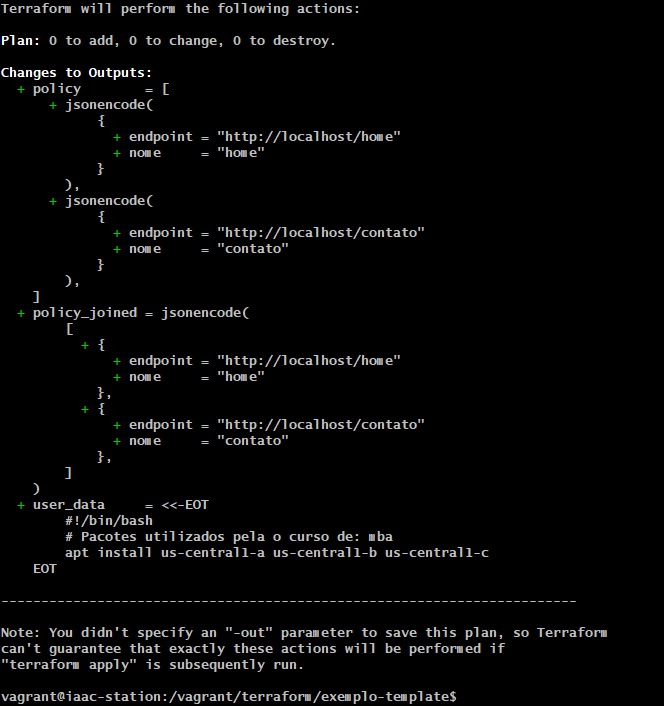 Terraform will perform the following actions:
Plan: 0 to add, 0 to change, 0 to destroy.
Changes to Outputs:
  + policy        = [
      + jsonencode(
            {
              + endpoint = "http://localhost/home"
              + nome     = "home"
            }
        ),
      + jsonencode(
            {
              + endpoint = "http://localhost/contato"
              + nome     = "contato"
            }
        ),
    ]
  + policy_joined = jsonencode(
        [
          + {
              + endpoint = "http://localhost/home"
              + nome     = "home"
            },
          + {
              + endpoint = "http://localhost/contato"
              + nome     = "contato"
            },
        ]
    )
  + user_data     = <<-EOT
        #!/bin/bash
        # Pacotes utilizados pela o curso de: mba
        apt install us-central1-a us-central1-b us-central1-c
    EOT
------------------------------------------------------------------------
Note: You didn't specify an "-out" parameter to save this plan, so Terraform
can't guarantee that exactly these actions will be performed if
"terraform apply" is subsequently run.
vagrant@iaac-station:/vagrant/terraform/exemplo-template$